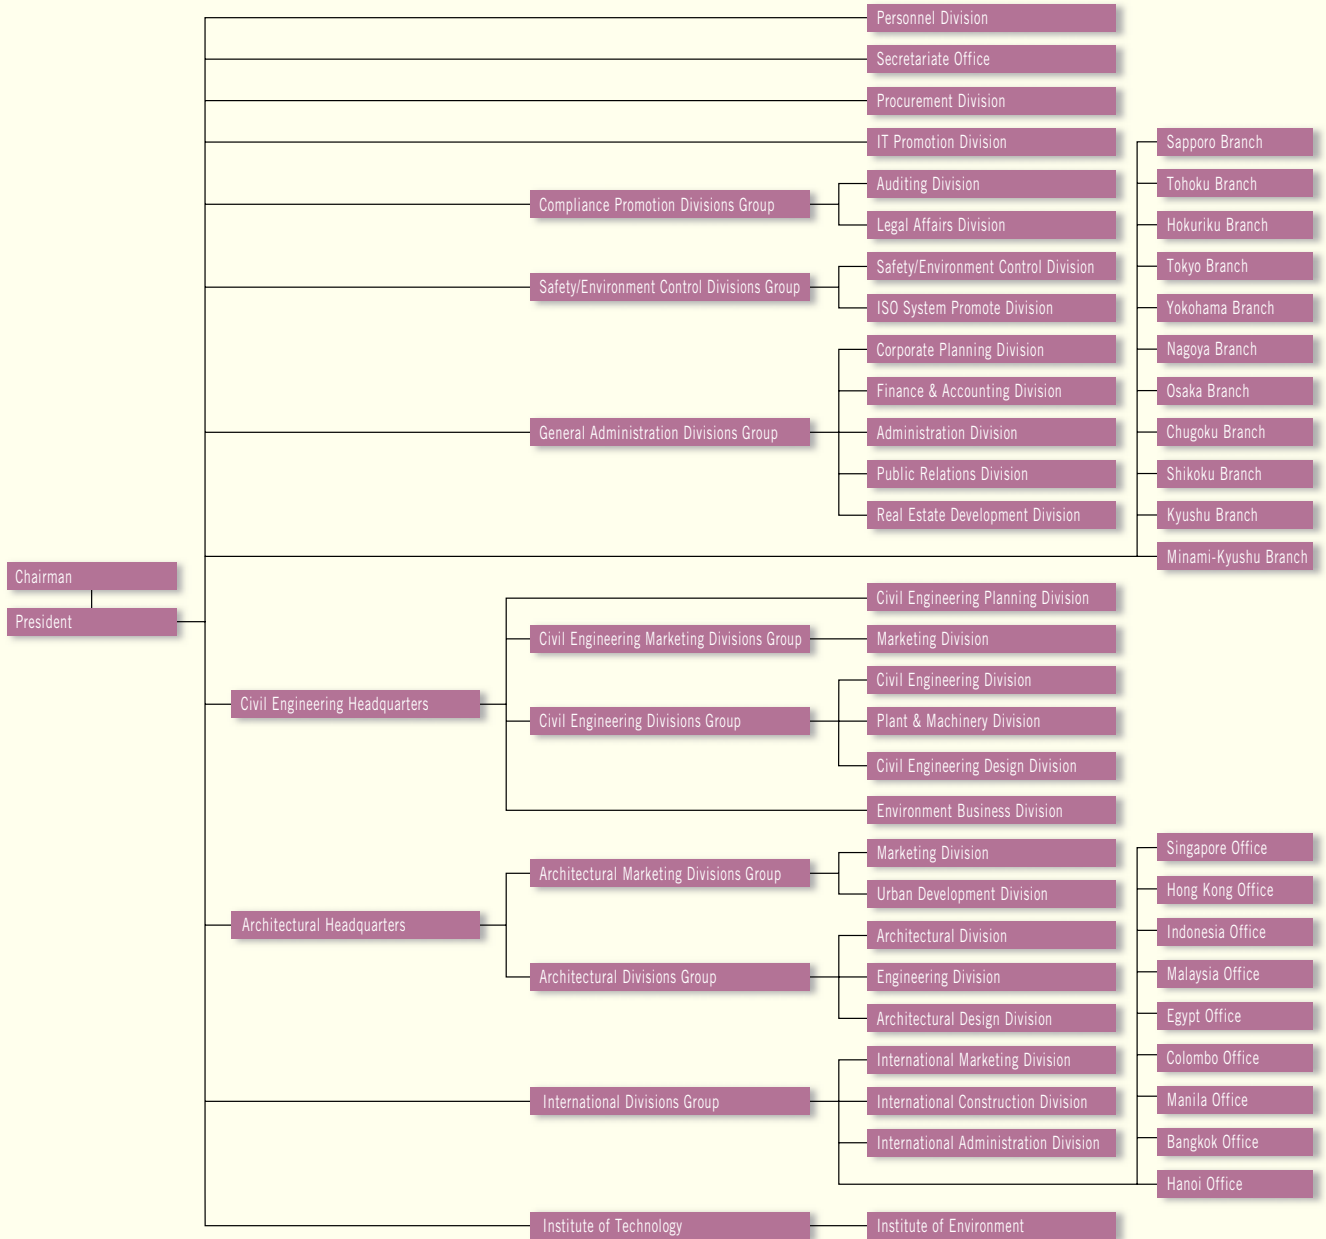 Personnel Division
Secretariate Office
Procurement Division
IT Promotion Division
Sapporo Branch
Auditing Division
Tohoku Branch
Compliance Promotion Divisions Group
Legal Affairs Division
Hokuriku Branch
Safety/Environment Control Division
Tokyo Branch
Safety/Environment Control Divisions Group
ISO System Promote Division
Yokohama Branch
Corporate Planning Division
Nagoya Branch
Finance & Accounting Division
Osaka Branch
General Administration Divisions Group
Administration Division
Chugoku Branch
Public Relations Division
Shikoku Branch
Real Estate Development Division
Kyushu Branch
Minami-Kyushu Branch
Chairman
President
Civil Engineering Planning Division
Civil Engineering Marketing Divisions Group
Marketing Division
Civil Engineering Division
Civil Engineering Headquarters
Civil Engineering Divisions Group
Plant & Machinery Division
Civil Engineering Design Division
Environment Business Division
Marketing Division
Singapore Office
Architectural Marketing Divisions Group
Urban Development Division
Hong Kong Office
Architectural Headquarters
Architectural Division
Indonesia Office
Architectural Divisions Group
Engineering Division
Malaysia Office
Architectural Design Division
Egypt Office
International Marketing Division
Colombo Office
International Divisions Group
International Construction Division
Manila Office
International Administration Division
Bangkok Office
Hanoi Office
Institute of Technology
Institute of Environment